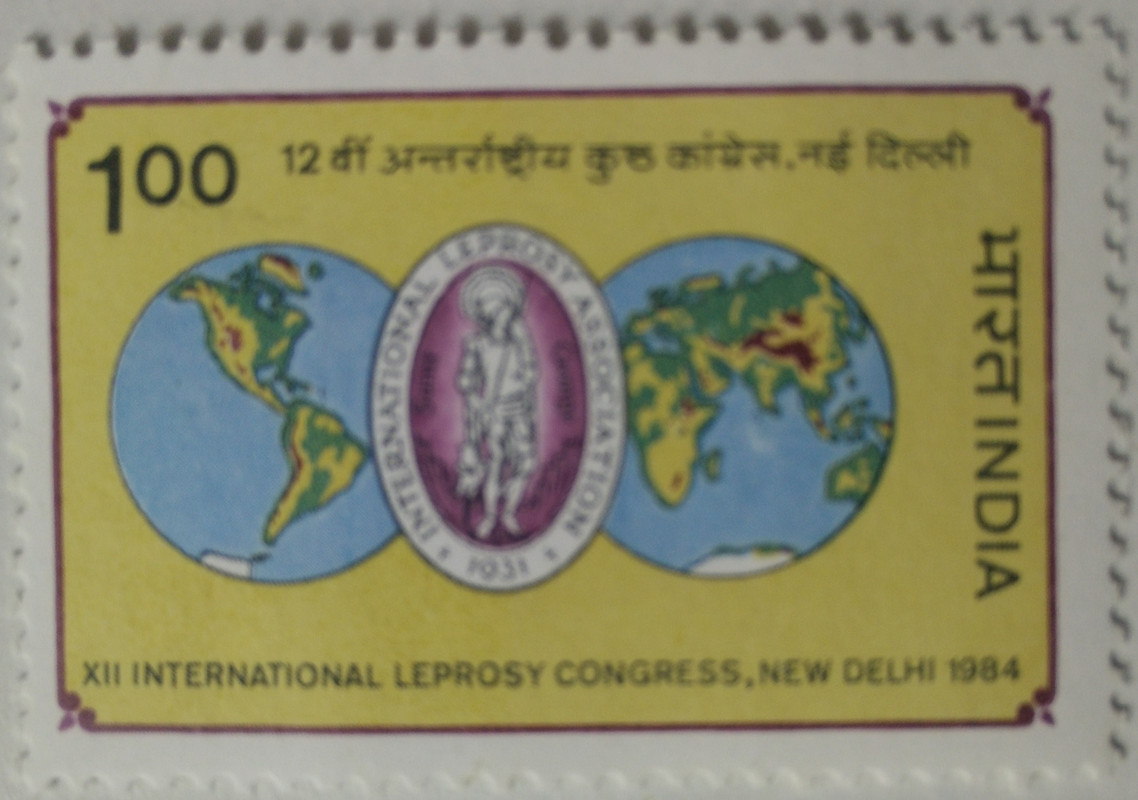 100
12 वीं अन्तर्राष्ट्रीय कुष्ठ कांग्रेस, नई दिल्ली
भारत INDIA
INTERNATIONAL LEPROSY ASSOCIATION
1931
XII INTERNATIONAL LEPROSY CONGRESS, NEW DELHI 1984